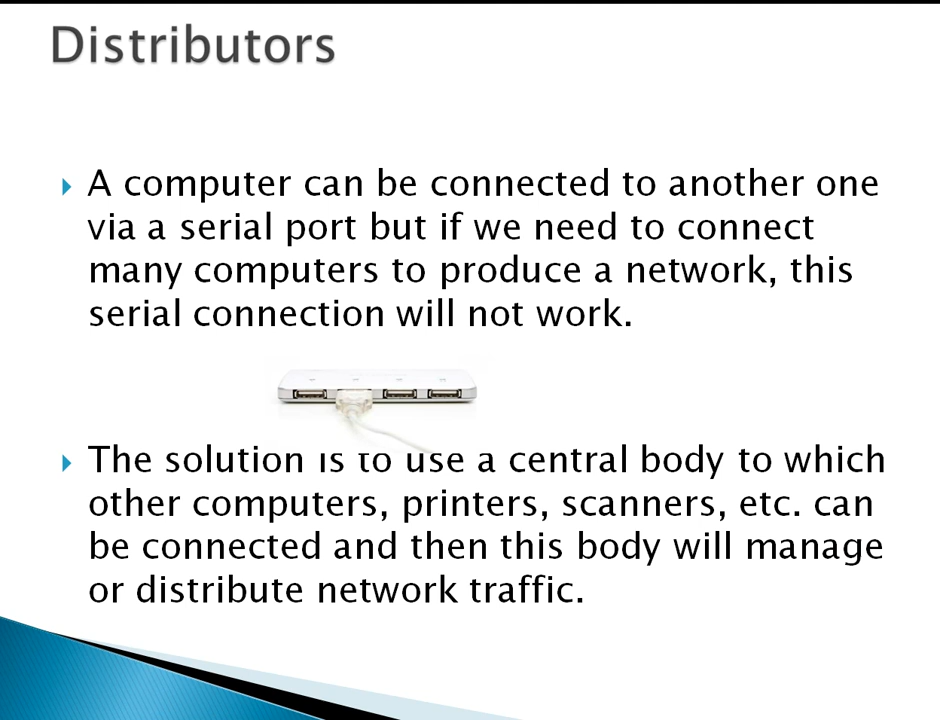 Distributors
A computer can be connected to another one
via a serial port but if we need to connect
many computers to produce a network, this
serial connection will not work.
The solution is to use a central body to which
other computers, printers, scanners, etc. can
be connected and then this body will manage
or distribute network traffic.